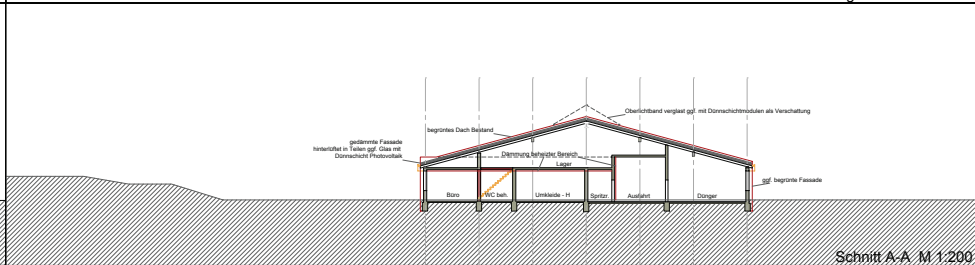 Oberlichtband verglast ggf. mit Dünnschichtmodulen als Verschattung
begrüntes Dach Bestand
gedämmte Fassade
hinterlüftet in Teilen ggf. Glas mit
Dünnschicht Photovoltaik
Dämmung beheizter Bereich
Lager
ggf. begrünte Fassade
Büro
WC beh.
Umkleide - H
Spritzr.
Ausfahrt
Dünger
Schnitt A-A M 1:200